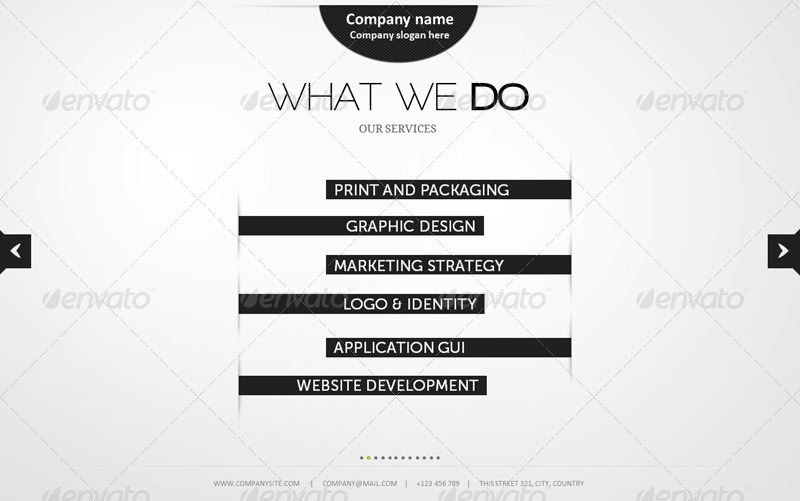 Company name
Company slogan here
WHAT WE DO
OUR SERVICES
PRINT AND PACKAGING
GRAPHIC DESIGN
MARKETING STRATEGY
LOGO & IDENTITY
APPLICATION GUI
WEBSITE DEVELOPMENT
WWW.COMPANYSITE.COM | COMPANY@MAIL.COM | +123 456 789 | THIS STREET 321, CITY, COUNTRY
envato envato envato envato
envato envato envato envato
envato envato envato envato